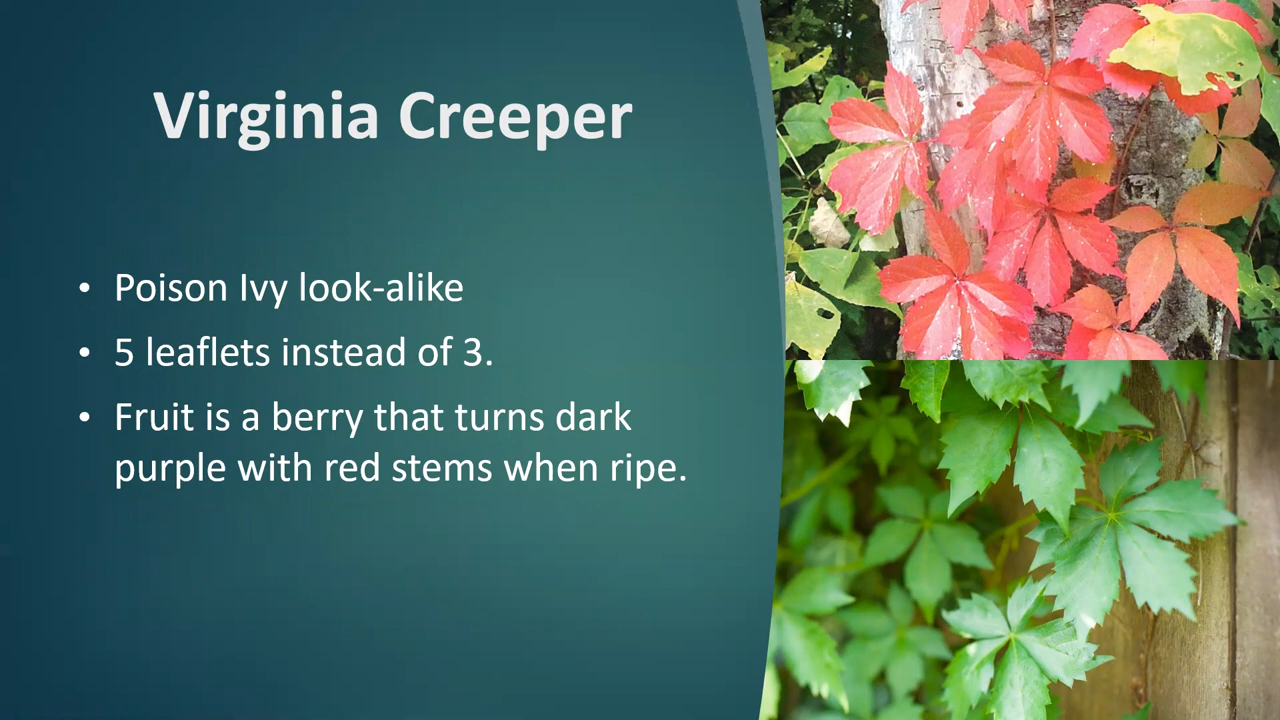 Virginia Creeper
• Poison Ivy look-alike
• 5 leaflets instead of 3.
• Fruit is a berry that turns dark
purple with red stems when ripe.